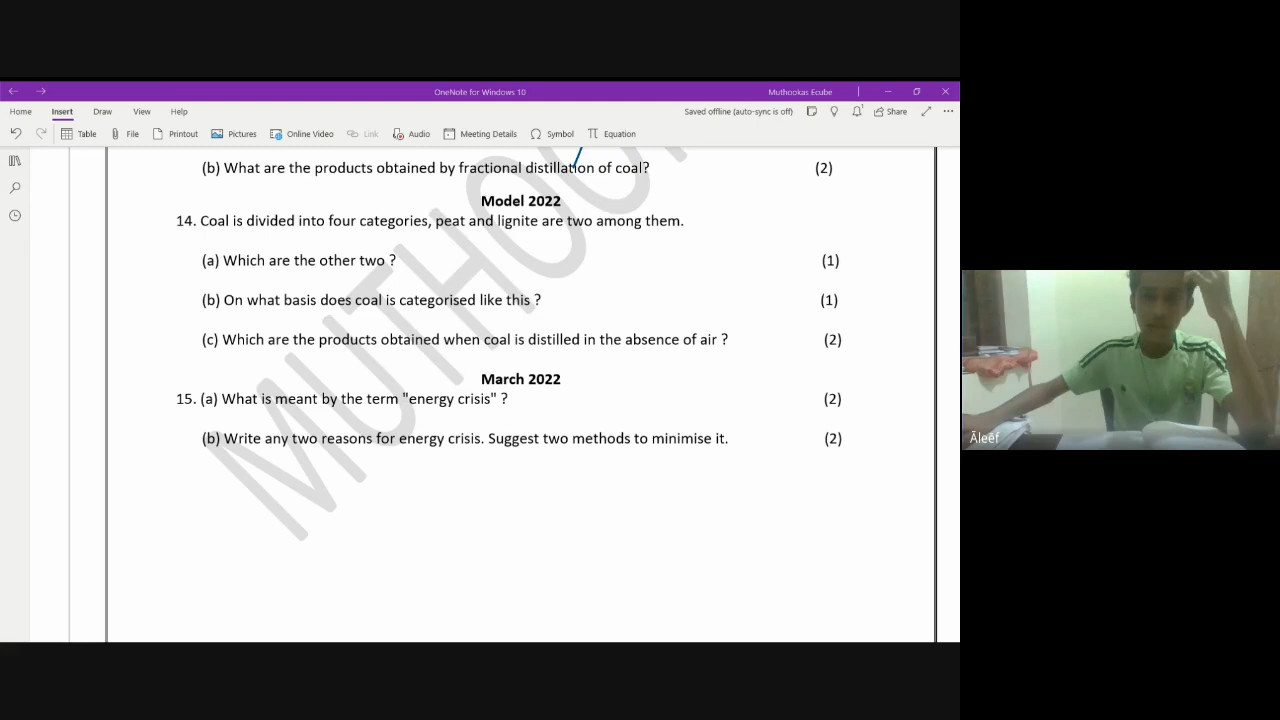 OneNote for Windows 10
Muthookas Ecube
Home Insert Draw View Help
Saved offline (auto-sync is off)
Share
Table File Printout Pictures Online Video Link Audio Meeting Details Symbol Equation
(b) What are the products obtained by fractional distillation of coal? (2)
Model 2022
14. Coal is divided into four categories, peat and lignite are two among them.
(a) Which are the other two ? (1)
(b) On what basis does coal is categorised like this ? (1)
(c) Which are the products obtained when coal is distilled in the absence of air ? (2)
March 2022
15. (a) What is meant by the term "energy crisis" ? (2)
(b) Write any two reasons for energy crisis. Suggest two methods to minimise it. (2)
MUTHOOK
Āleēf